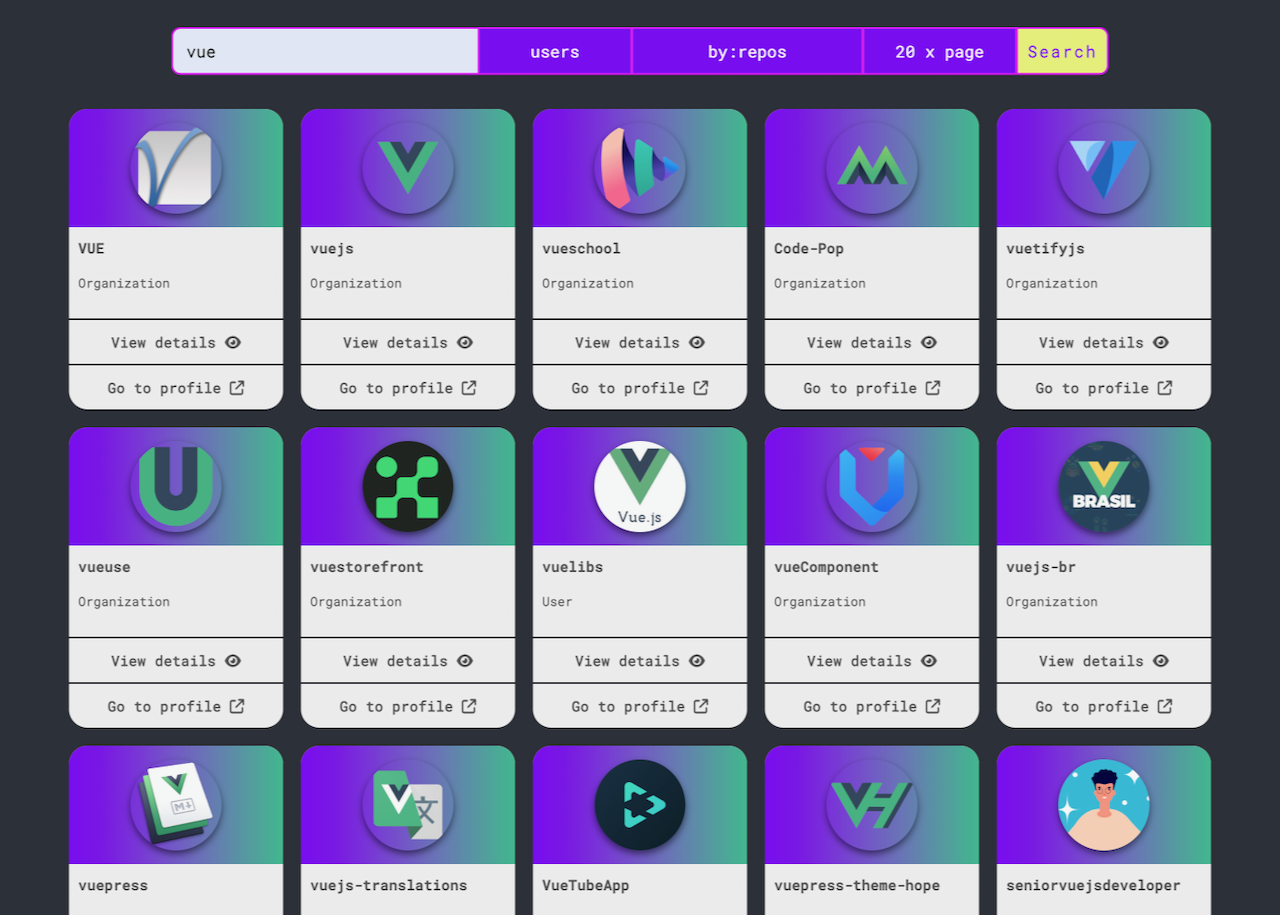 vue users by:repos 20 x page Search
VUE vuejs vueschool Code-Pop vuetifyjs
Organization Organization Organization Organization Organization
View details View details View details View details View details
Go to profile Go to profile Go to profile Go to profile Go to profile
Vue.js BRASIL
vueuse vuestorefront vuelibs vueComponent vuejs-br
Organization Organization User Organization Organization
View details View details View details View details View details
Go to profile Go to profile Go to profile Go to profile Go to profile
M↓ 文
vuepress vuejs-translations VueTubeApp vuepress-theme-hope seniorvuejsdeveloper